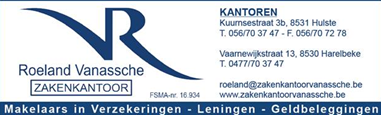 VR
Roeland Vanassche
ZAKENKANTOOR
FSMA-nr. 16.934
KANTOREN
Kuurnsestraat 3b, 8531 Hulste
T. 056/70 37 47 - F. 056/70 72 78
Vaarnewijkstraat 13, 8530 Harelbeke
T. 0477/70 37 47
roeland@zakenkantoorvanassche.be
www.zakenkantoorvanassche.be
Makelaars in Verzekeringen - Leningen - Geldbeleggingen